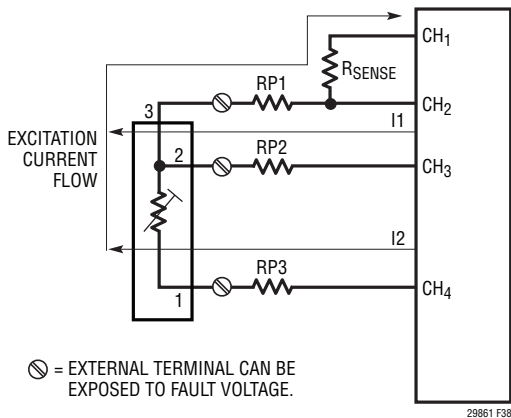 CH1
RSENSE
RP1
CH2
3
I1
EXCITATION
CURRENT
FLOW
2
RP2
CH3
I2
RP3
1
CH4
= EXTERNAL TERMINAL CAN BE
EXPOSED TO FAULT VOLTAGE.
29861 F38